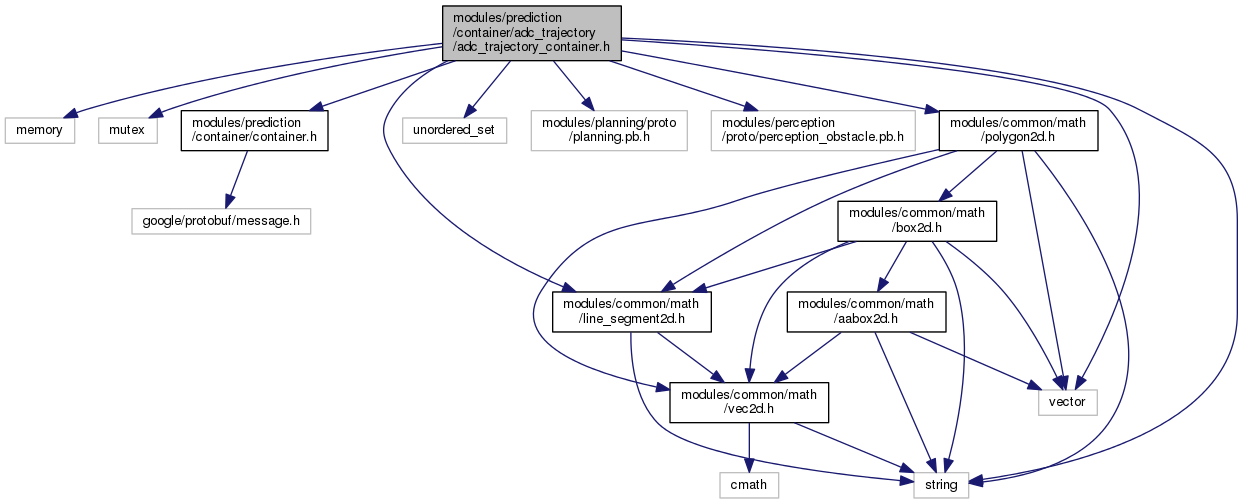 modules/prediction
/container/adc_trajectory
/adc_trajectory_container.h
memory
mutex
modules/prediction
/container/container.h
unordered_set
modules/planning/proto
/planning.pb.h
modules/perception
/proto/perception_obstacle.pb.h
modules/common/math
/polygon2d.h
google/protobuf/message.h
modules/common/math
/box2d.h
modules/common/math
/line_segment2d.h
modules/common/math
/aabox2d.h
modules/common/math
/vec2d.h
vector
cmath
string